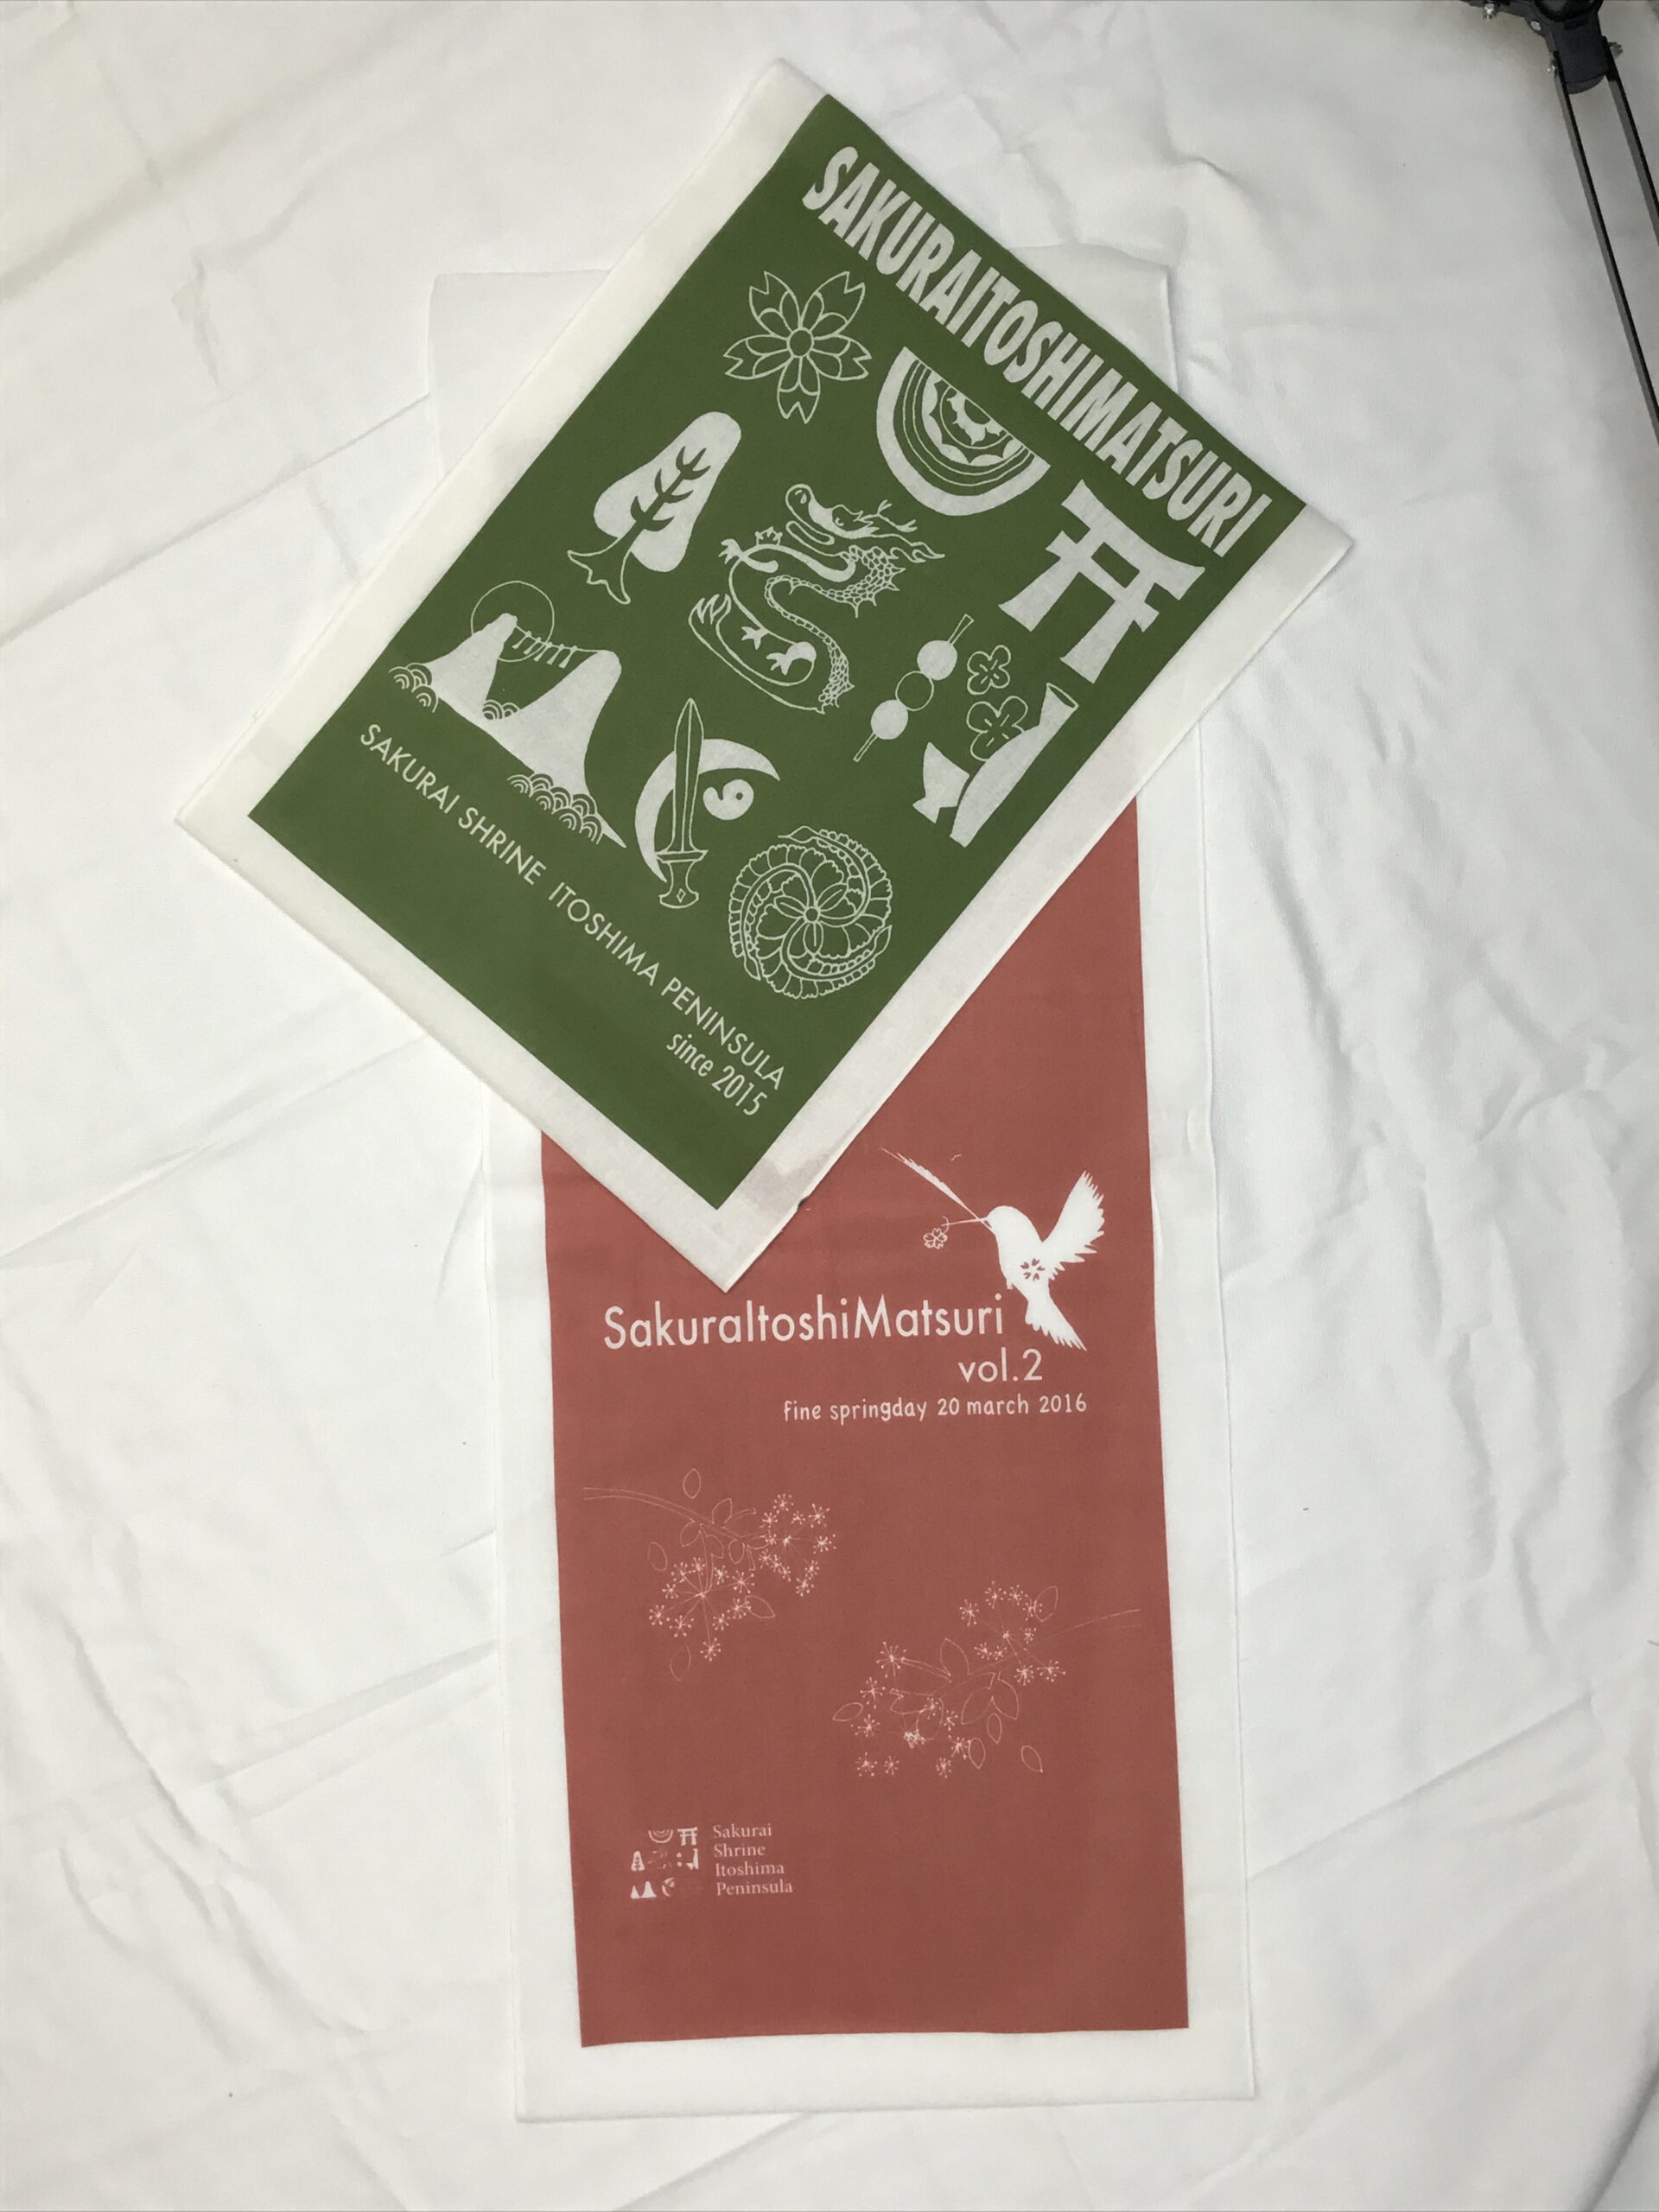 SAKURAITOSHIMATSURI
SAKURAI SHRINE ITOSHIMA PENINSULA
since 2015
SakuraItoshiMatsuri
vol.2
fine springday 20 march 2016
Sakurai
Shrine
Itoshima
Peninsula